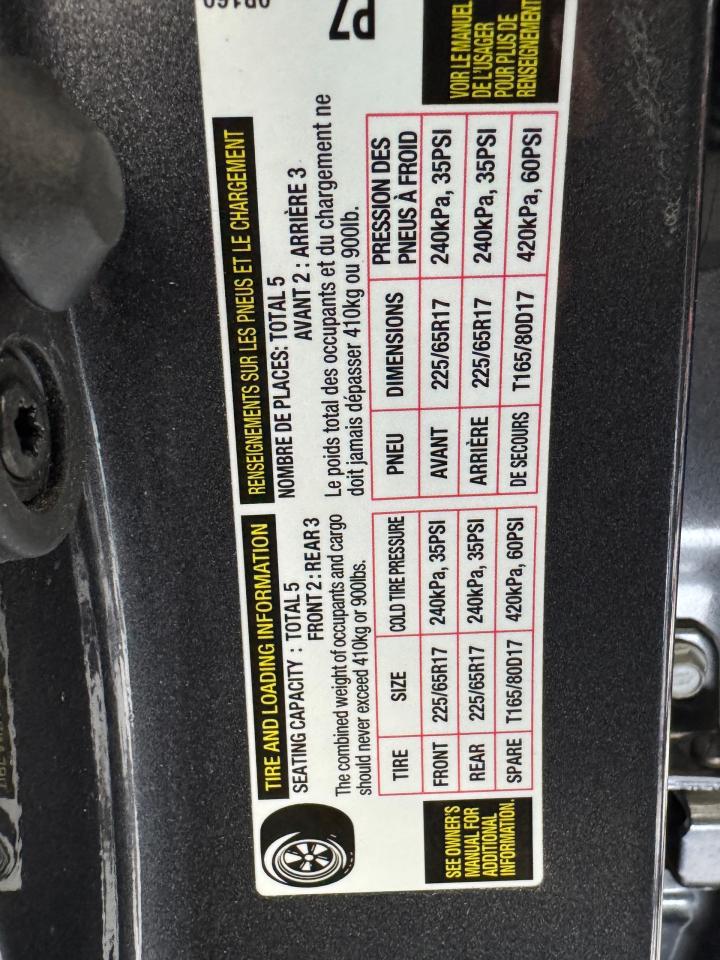 TIRE AND LOADING INFORMATION
SEATING CAPACITY : TOTAL 5
FRONT 2 : REAR 3
The combined weight of occupants and cargo
should never exceed 410kg or 900lbs.
TIRE SIZE COLD TIRE PRESSURE
FRONT 225/65R17 240kPa, 35PSI
REAR 225/65R17 240kPa, 35PSI
SPARE T165/80D17 420kPa, 60PSI
SEE OWNER'S
MANUAL FOR
ADDITIONAL
INFORMATION.
RENSEIGNEMENTS SUR LES PNEUS ET LE CHARGEMENT
NOMBRE DE PLACES: TOTAL 5
AVANT 2 : ARRIÈRE 3
Le poids total des occupants et du chargement ne
doit jamais dépasser 410kg ou 900lb.
PNEU DIMENSIONS PRESSION DES
PNEUS À FROID
AVANT 225/65R17 240kPa, 35PSI
ARRIÈRE 225/65R17 240kPa, 35PSI
DE SECOURS T165/80D17 420kPa, 60PSI
VOIR LE MANUEL
DE L'USAGER
POUR PLUS DE
RENSEIGNEMENT